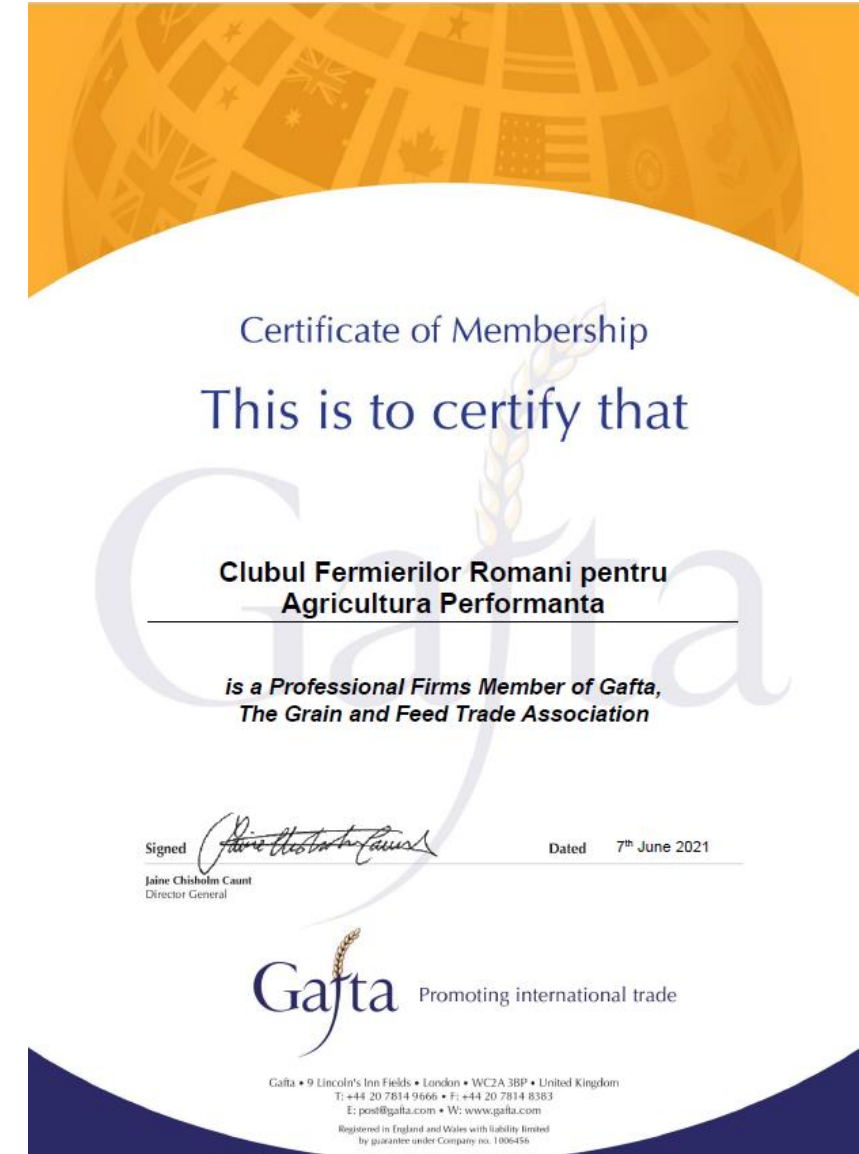 Certificate of Membership
This is to certify that
Gafta
Clubul Fermierilor Romani pentru
Agricultura Performanta
is a Professional Firms Member of Gafta,
The Grain and Feed Trade Association
Signed
Dated 7th June 2021
Jaine Chisholm Caunt
Director General
Gafta Promoting international trade
Gafta • 9 Lincoln's Inn Fields • London • WC2A 3BP • United Kingdom
T: +44 20 7814 9666 • F: +44 20 7814 8383
E: post@gafta.com • W: www.gafta.com
Registered in England and Wales with liability limited
by guarantee under Company no. 1006456